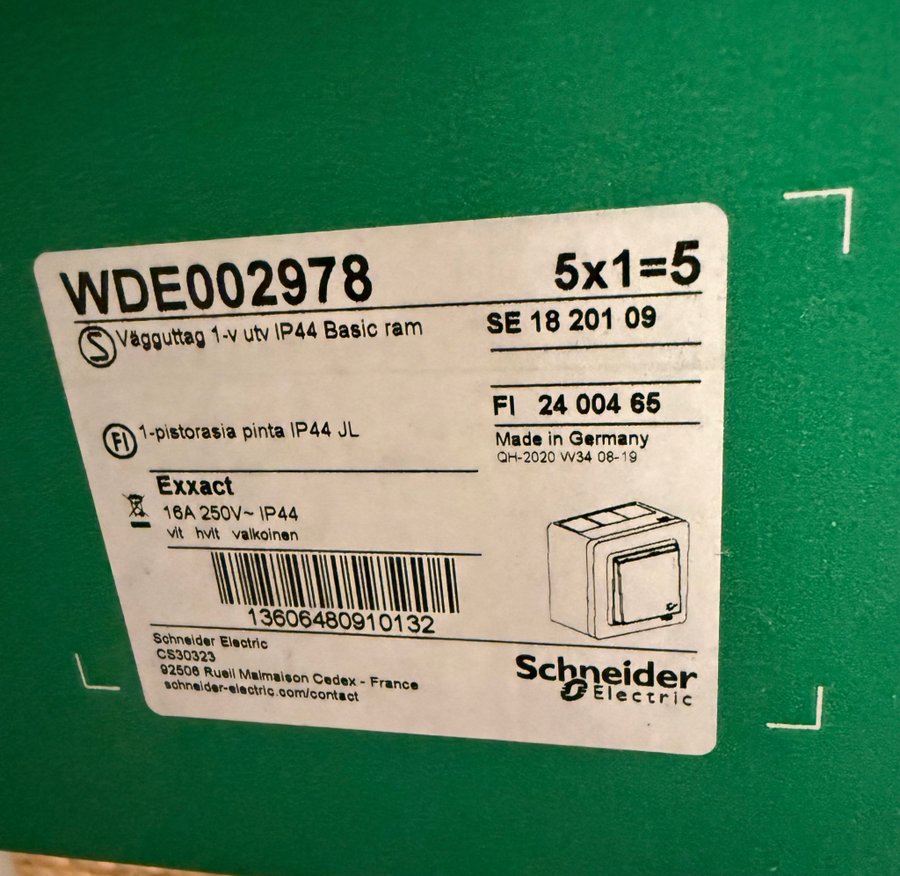 WDE002978
5x1=5
S Vägguttag 1-v utv IP44 Basic ram
SE 18 201 09
FI 1-pistorasia pinta IP44 JL
FI 24 004 65
Made in Germany
QH-2020 W34 08-19
Exxact
16A 250V~ IP44
vit hvit valkoinen
13606480910132
Schneider Electric
CS30323
92506 Rueil Malmaison Cedex - France
schneider-electric.com/contact
Schneider
Electric